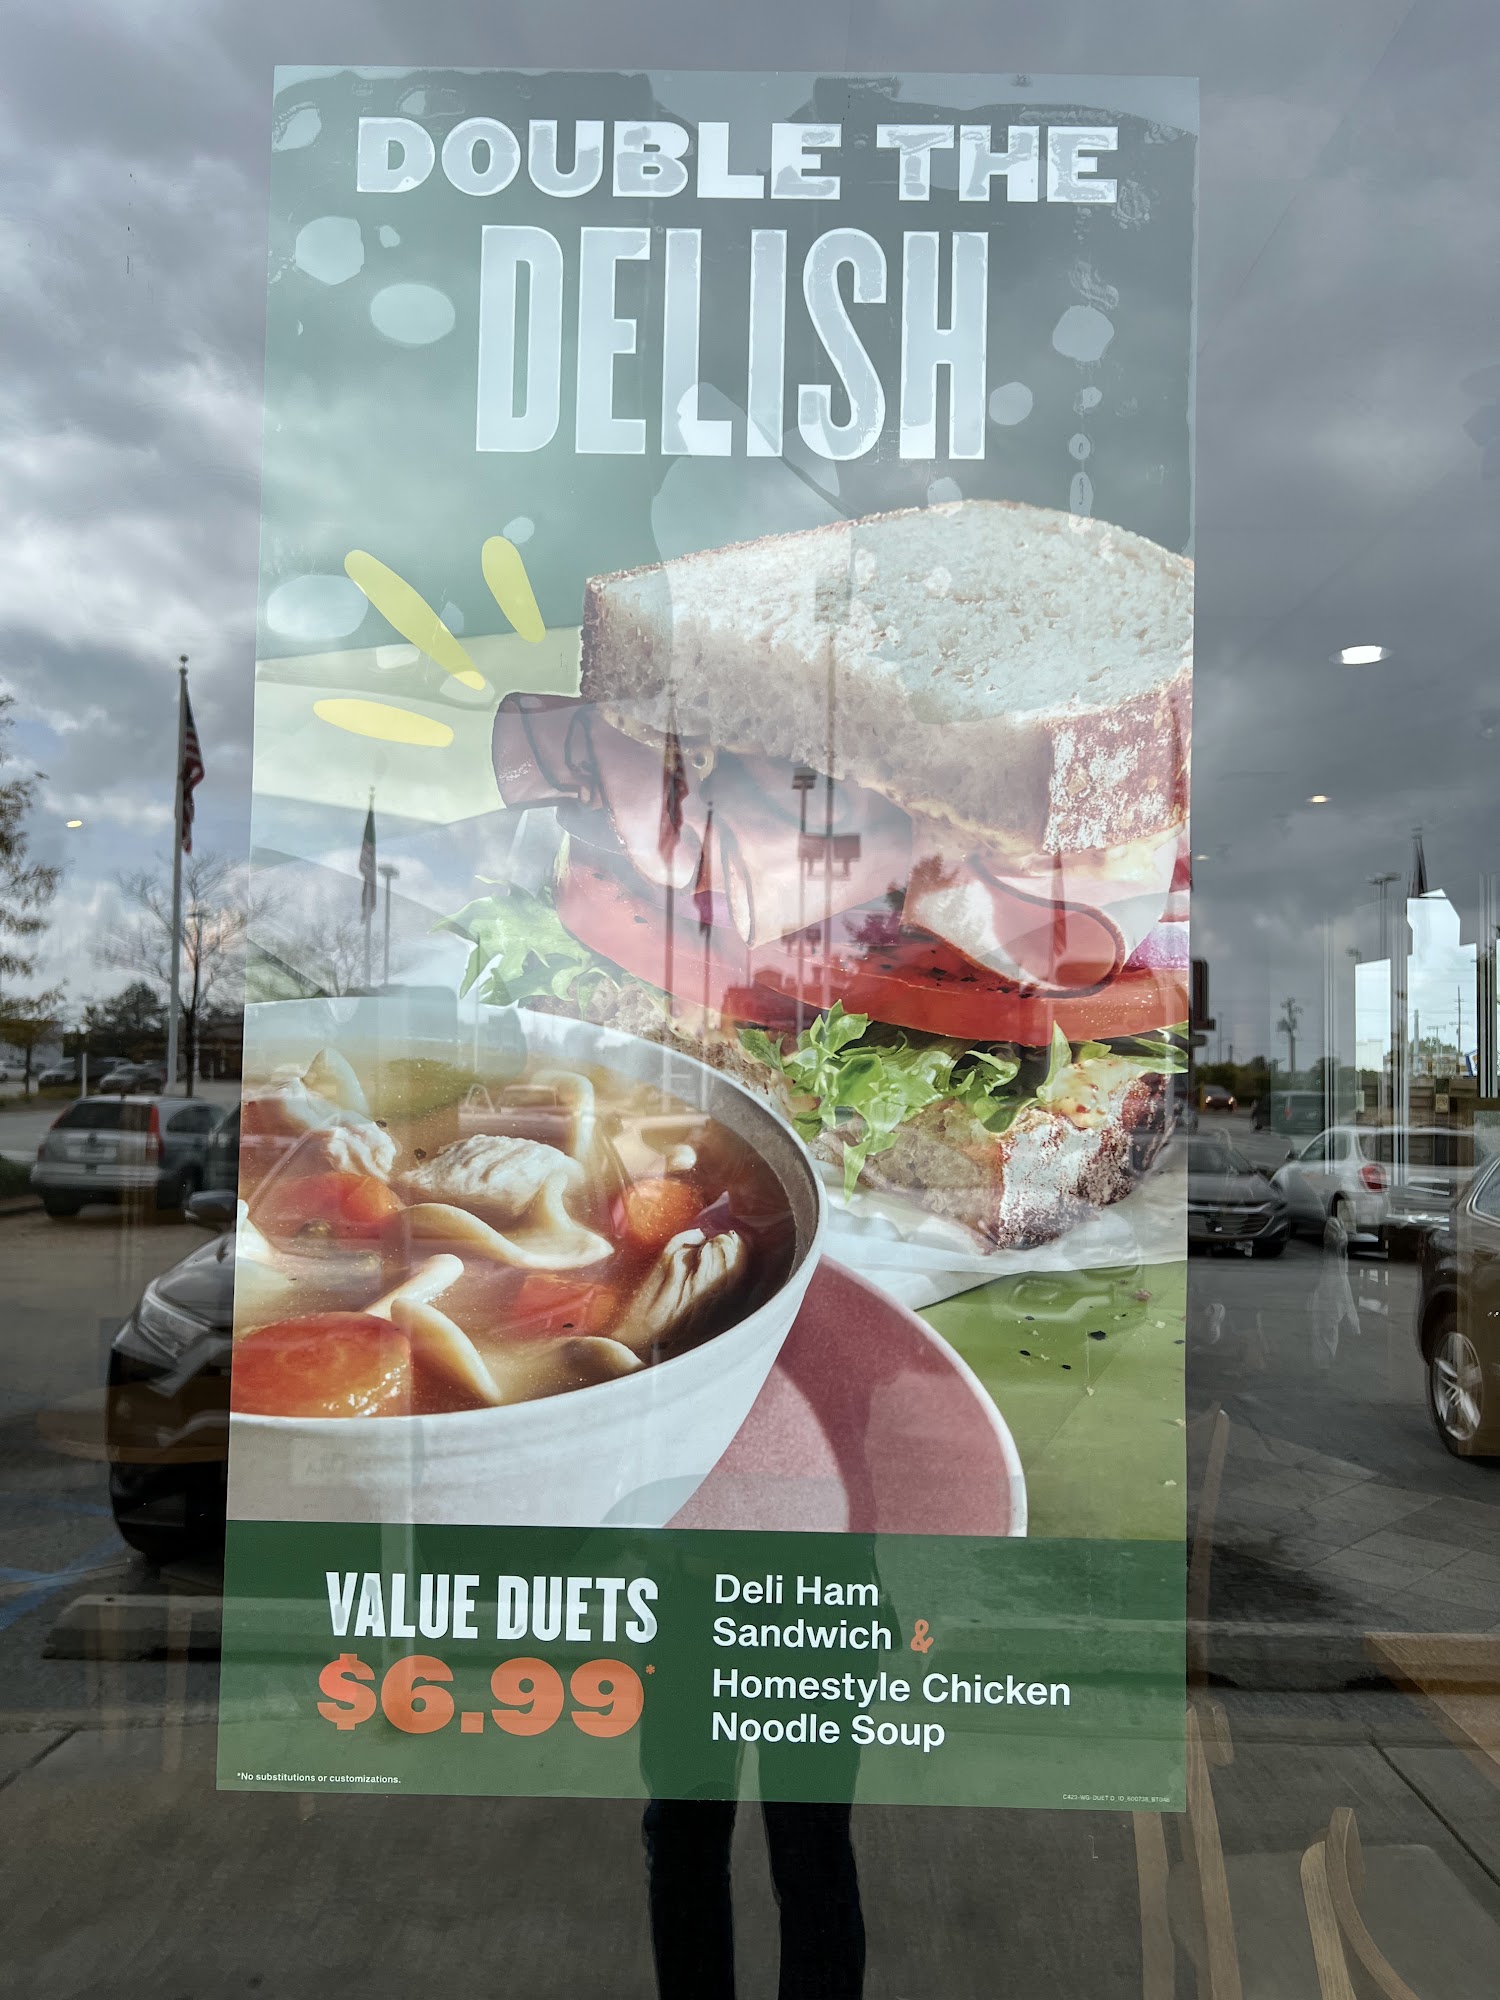 DOUBLE THE
DELISH
VALUE DUETS
$6.99*
Deli Ham
Sandwich &
Homestyle Chicken
Noodle Soup
*No substitutions or customizations.